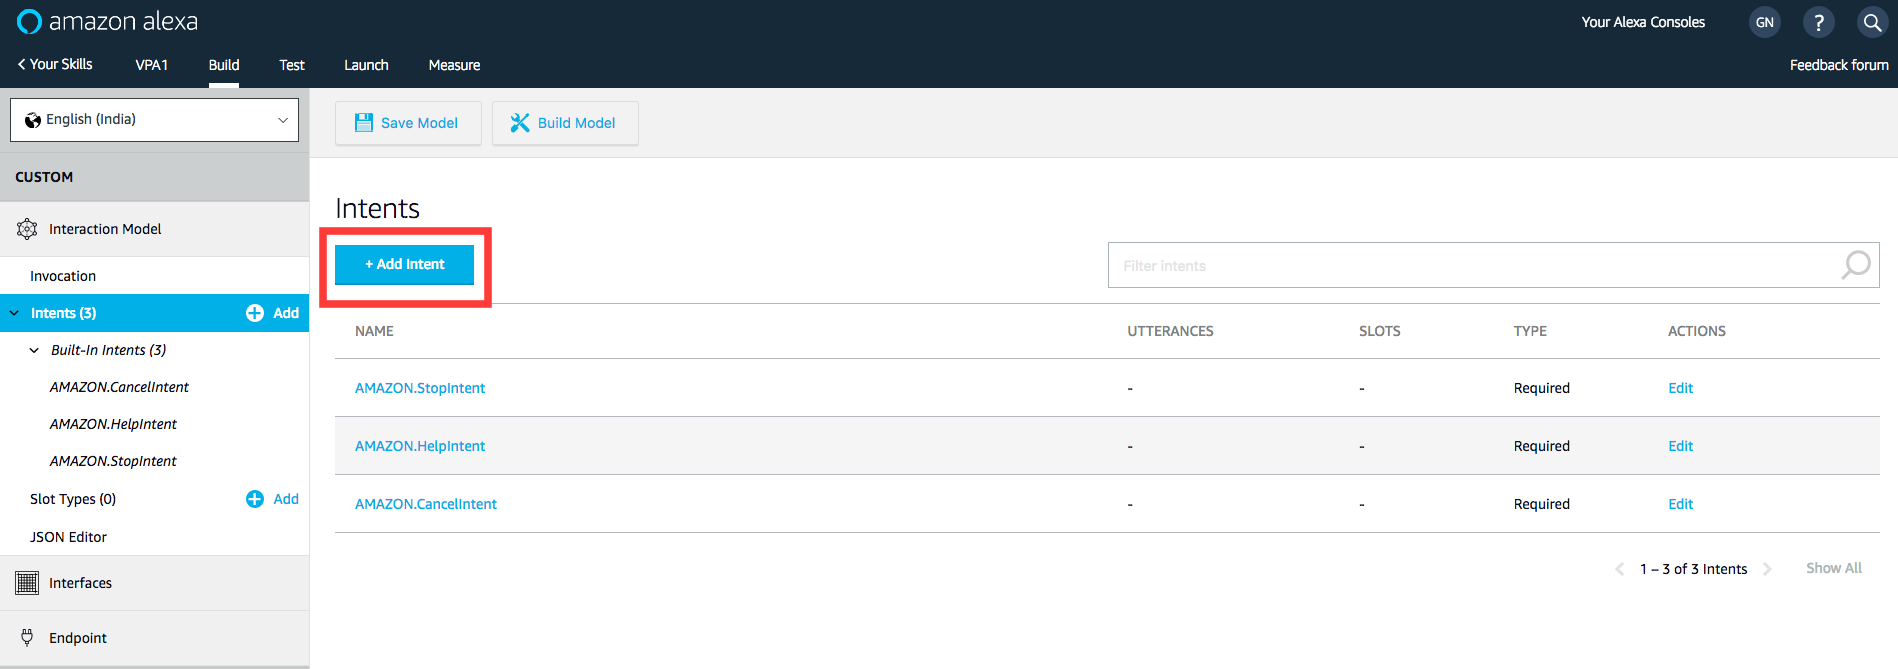 amazon alexa
Your Alexa Consoles GN ?
Your Skills VPA1 Build Test Launch Measure Feedback forum
English (India)
Save Model Build Model
CUSTOM
Interaction Model
Invocation
Intents (3) Add
Built-In Intents (3)
AMAZON.CancelIntent
AMAZON.HelpIntent
AMAZON.StopIntent
Slot Types (0) Add
JSON Editor
Interfaces
Endpoint
Intents
+ Add Intent
Filter intents
NAME UTTERANCES SLOTS TYPE ACTIONS
AMAZON.StopIntent - - Required Edit
AMAZON.HelpIntent - - Required Edit
AMAZON.CancelIntent - - Required Edit
1 – 3 of 3 Intents Show All